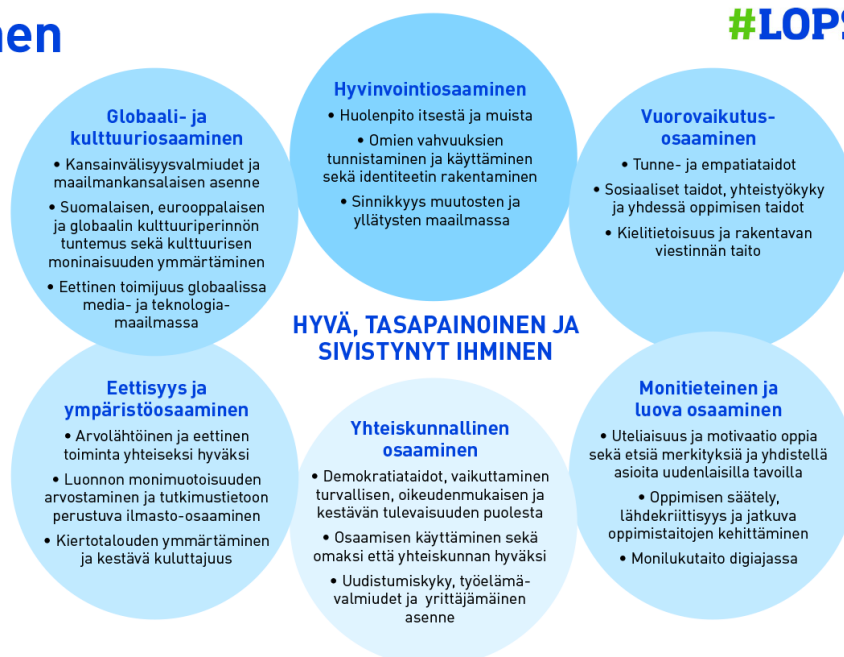 nen
#LOPS
Hyvinvointiosaaminen
• Huolenpito itsestä ja muista
• Omien vahvuuksien
tunnistaminen ja käyttäminen
sekä identiteetin rakentaminen
• Sinnikkyys muutosten ja
yllätysten maailmassa
Globaali- ja
kulttuuriosaaminen
• Kansainvälisyysvalmiudet ja
maailmankansalaisen asenne
• Suomalaisen, eurooppalaisen
ja globaalin kulttuuriperinnön
tuntemus sekä kulttuurisen
moninaisuuden ymmärtäminen
• Eettinen toimijuus globaalissa
media- ja teknologia-
maailmassa
Vuorovaikutus-
osaaminen
• Tunne- ja empatiataidot
• Sosiaaliset taidot, yhteistyökyky
ja yhdessä oppimisen taidot
• Kielitietoisuus ja rakentavan
viestinnän taito
HYVÄ, TASAPAINOINEN JA
SIVISTYNYT IHMINEN
Eettisyys ja
ympäristöosaaminen
• Arvolähtöinen ja eettinen
toiminta yhteiseksi hyväksi
• Luonnon monimuotoisuuden
arvostaminen ja tutkimustietoon
perustuva ilmasto-osaaminen
• Kiertotalouden ymmärtäminen
ja kestävä kuluttajuus
Yhteiskunnallinen
osaaminen
• Demokratiataidot, vaikuttaminen
turvallisen, oikeudenmukaisen ja
kestävän tulevaisuuden puolesta
• Osaamisen käyttäminen sekä
omaksi että yhteiskunnan hyväksi
• Uudistumiskyky, työelämä-
valmiudet ja yrittäjämäinen
asenne
Monitieteinen ja
luova osaaminen
• Uteliaisuus ja motivaatio oppia
sekä etsiä merkityksiä ja yhdistellä
asioita uudenlaisilla tavoilla
• Oppimisen säätely,
lähdekriittisyys ja jatkuva
oppimistaitojen kehittäminen
• Monilukutaito digiajassa